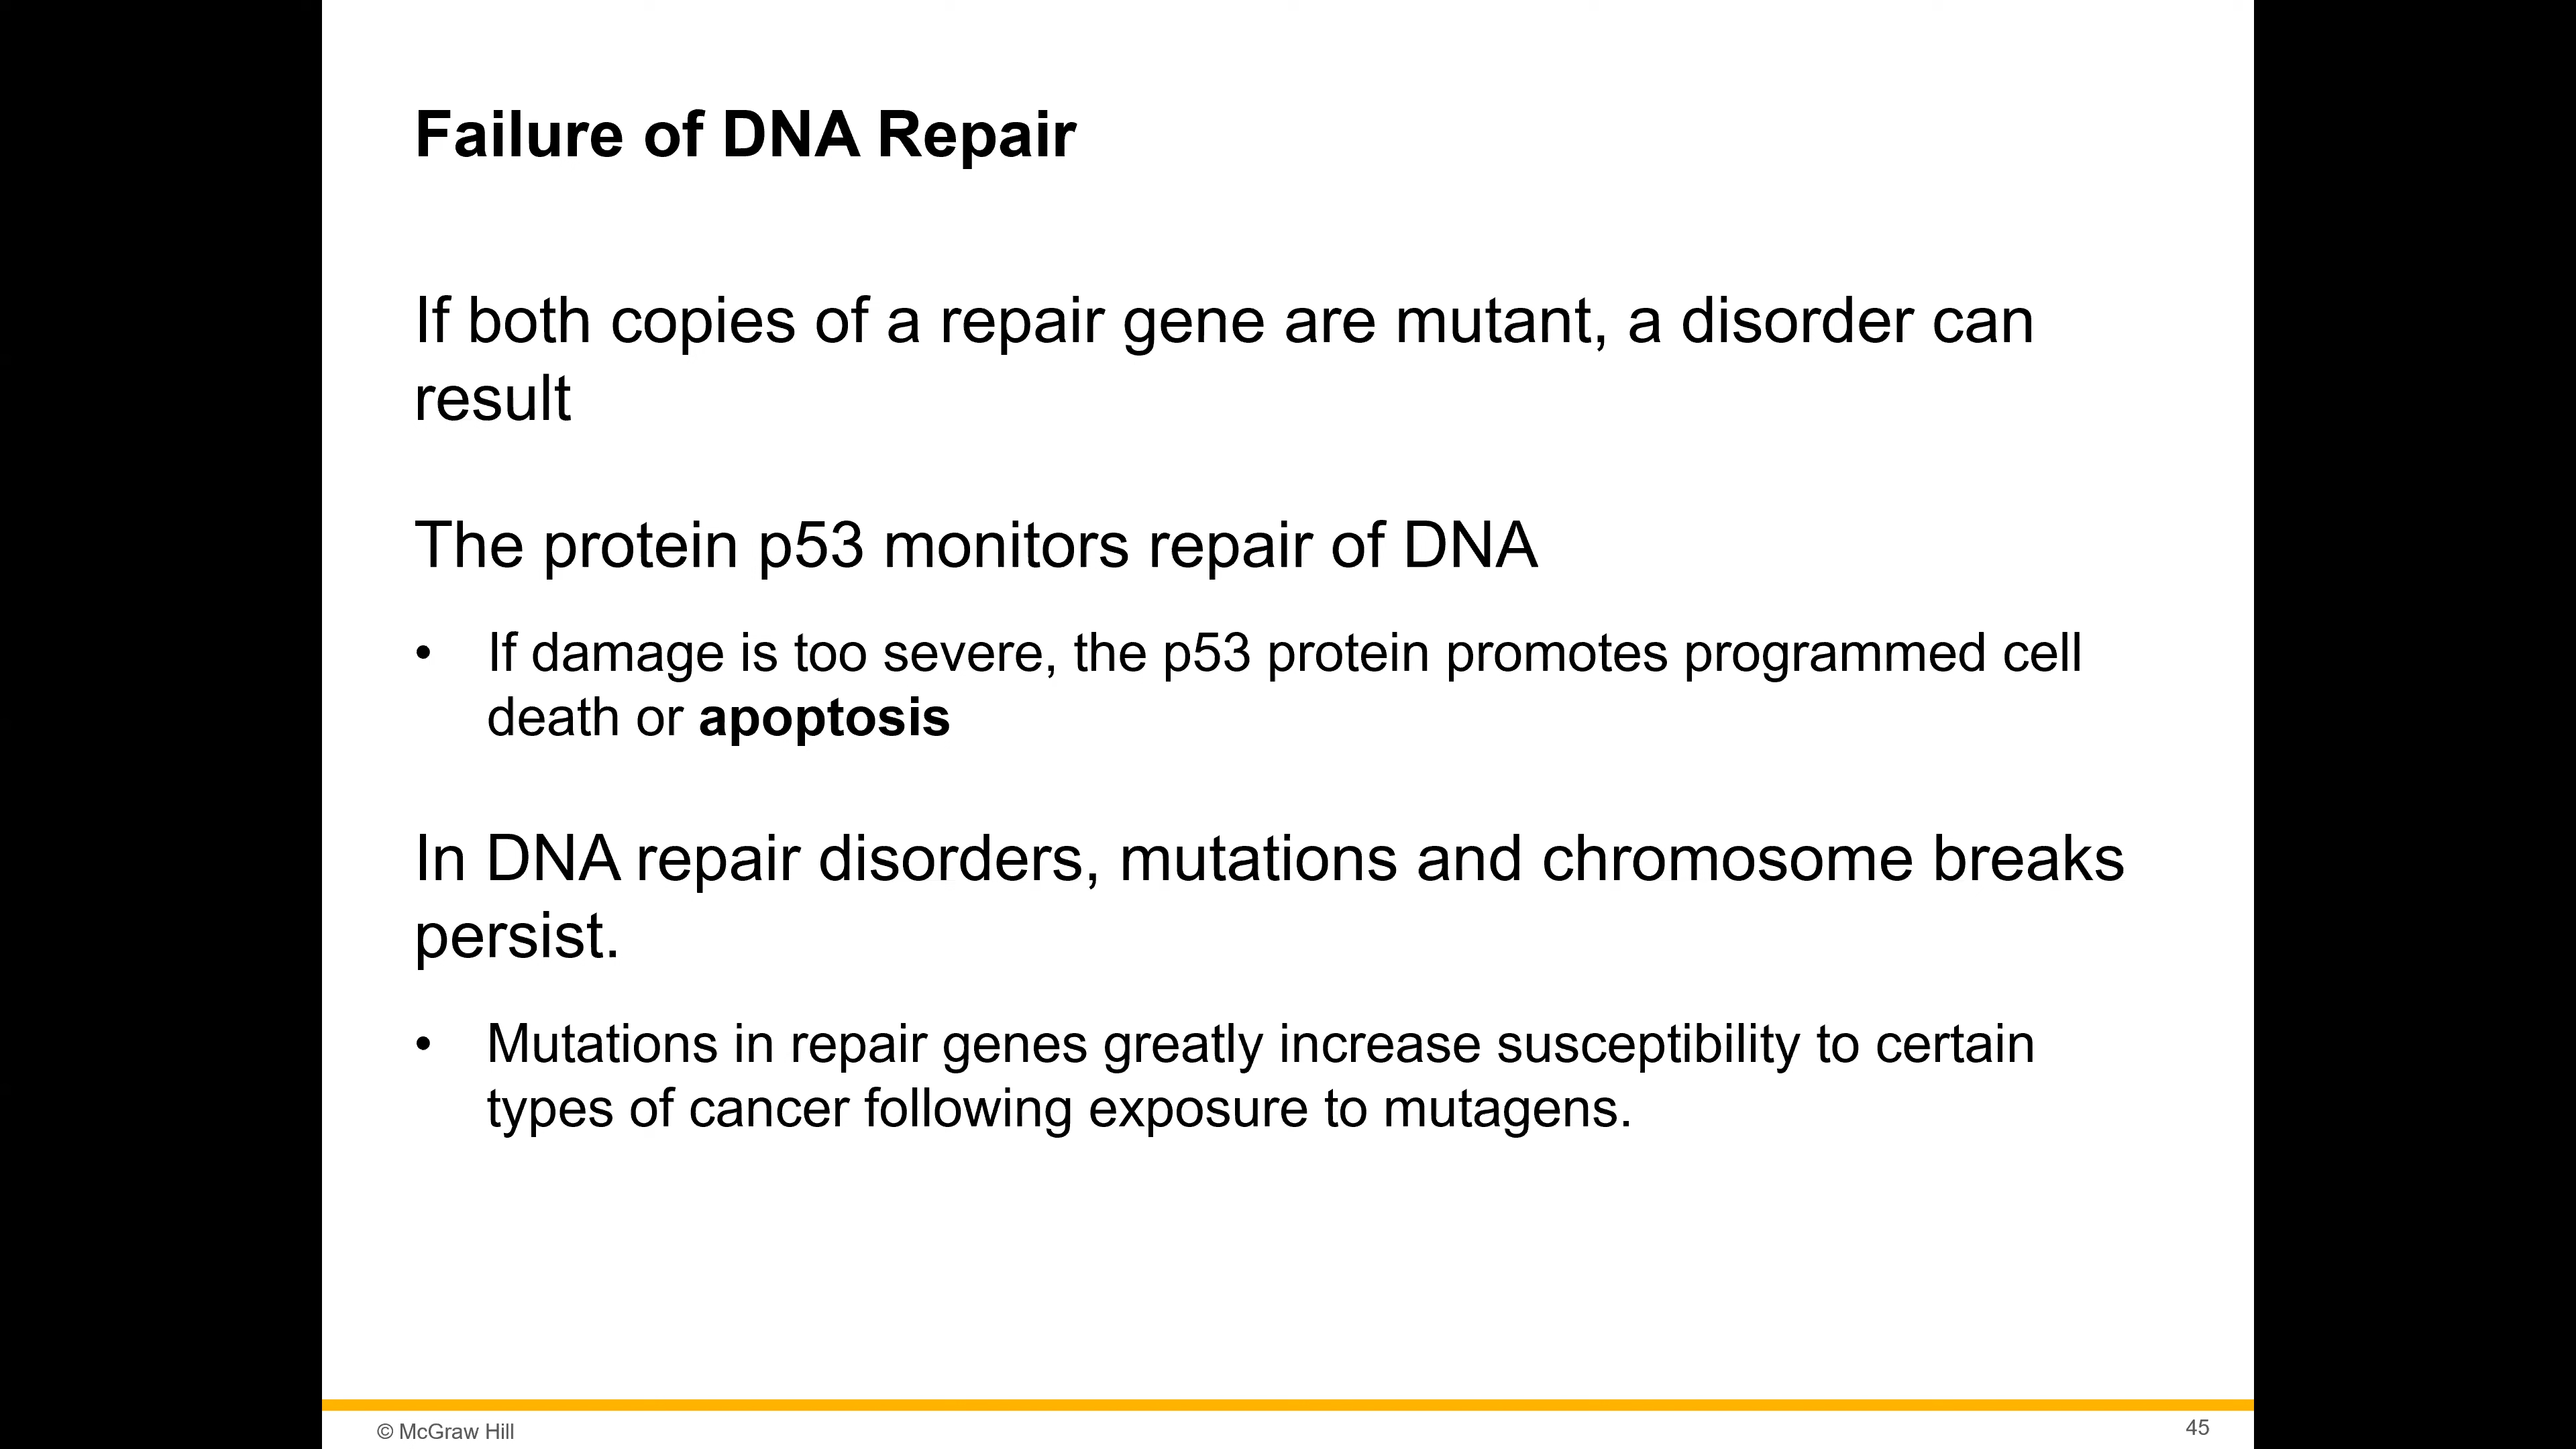 Failure of DNA Repair
If both copies of a repair gene are mutant, a disorder can
result
The protein p53 monitors repair of DNA
• If damage is too severe, the p53 protein promotes programmed cell
death or apoptosis
In DNA repair disorders, mutations and chromosome breaks
persist.
• Mutations in repair genes greatly increase susceptibility to certain
types of cancer following exposure to mutagens.
© McGraw Hill
45